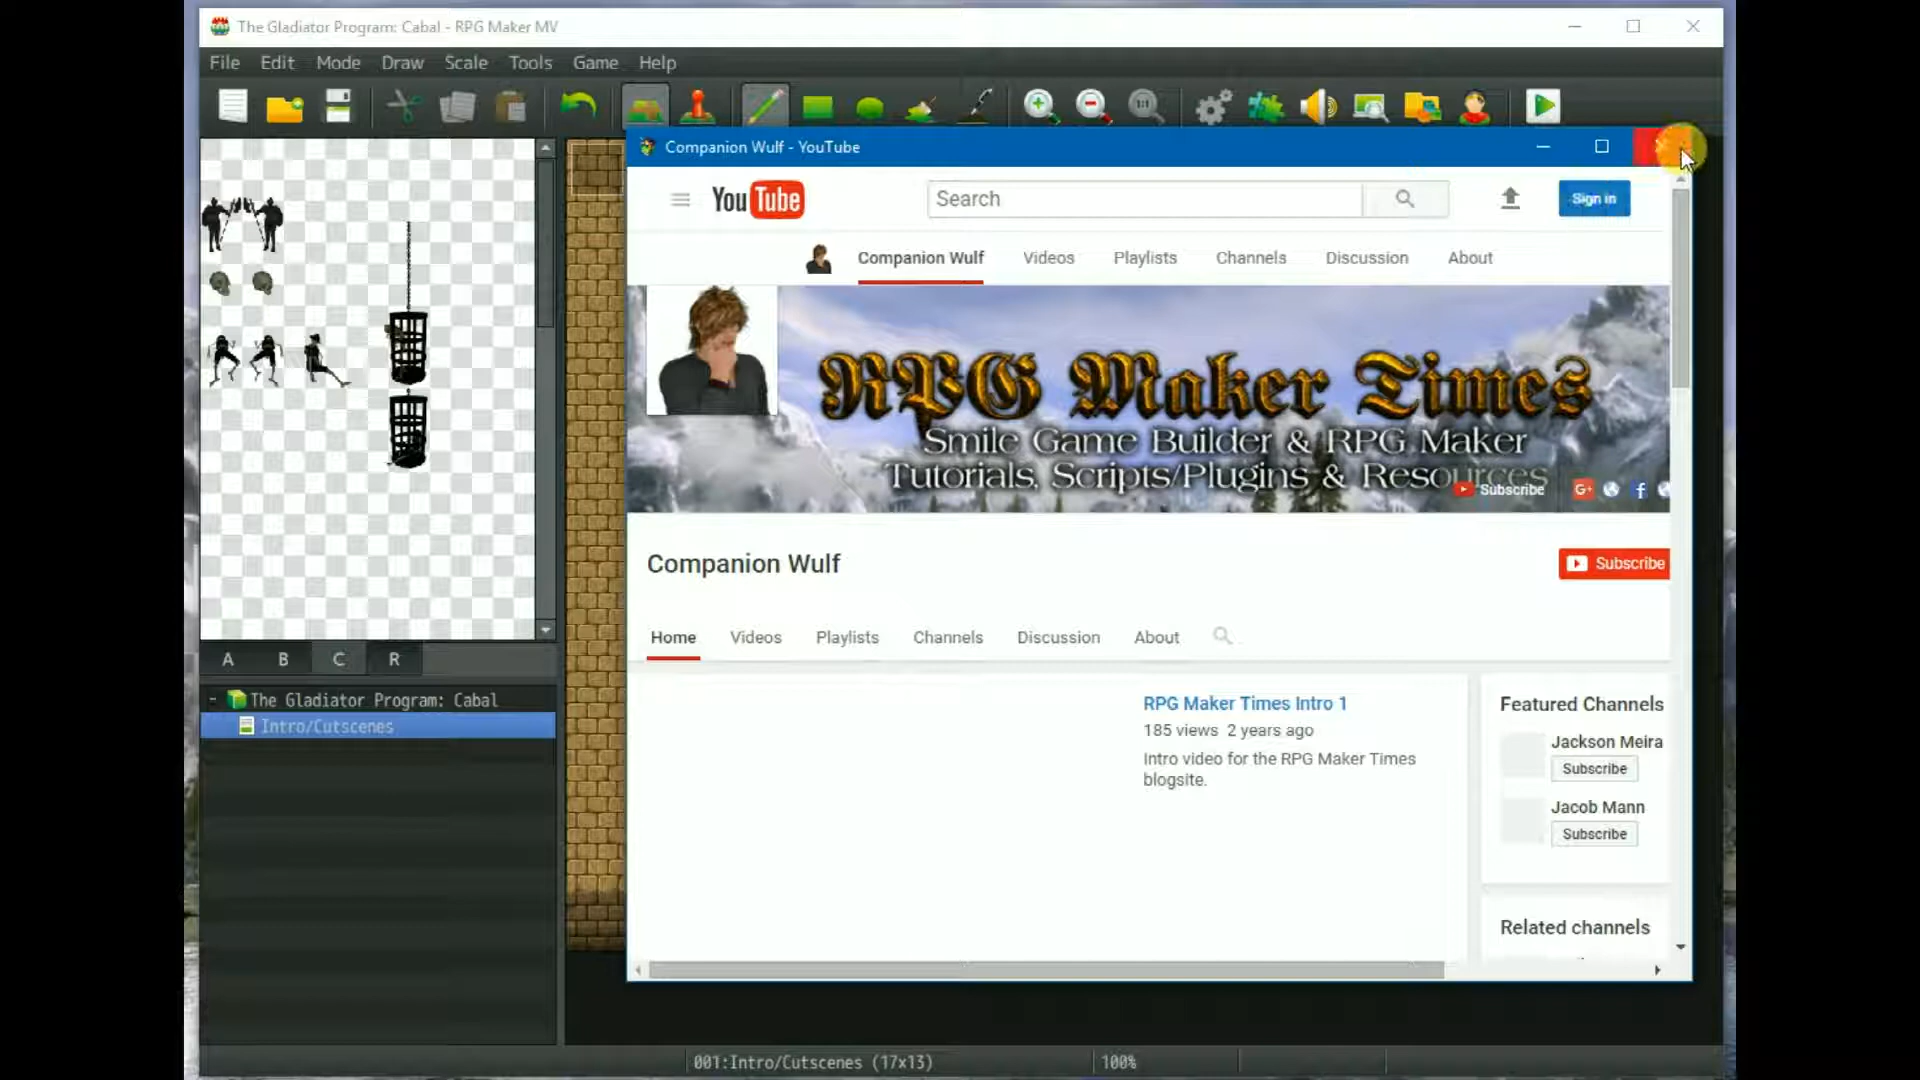 The Gladiator Program: Cabal - RPG Maker MV
File Edit Mode Draw Scale Tools Game Help
1:1
Companion Wulf - YouTube
YouTube
Search
Sign in
Companion Wulf Videos Playlists Channels Discussion About
RPG Maker Times
Smile Game Builder & RPG Maker
Tutorials, Scripts/Plugins & Resources
Subscribe
G+
f
Companion Wulf
Subscribe
Home Videos Playlists Channels Discussion About
RPG Maker Times Intro 1
185 views 2 years ago
Intro video for the RPG Maker Times
blogsite.
Featured Channels
Jackson Meira
Subscribe
Jacob Mann
Subscribe
Related channels
A B C R
The Gladiator Program: Cabal
Intro/Cutscenes
001:Intro/Cutscenes (17x13)
100%